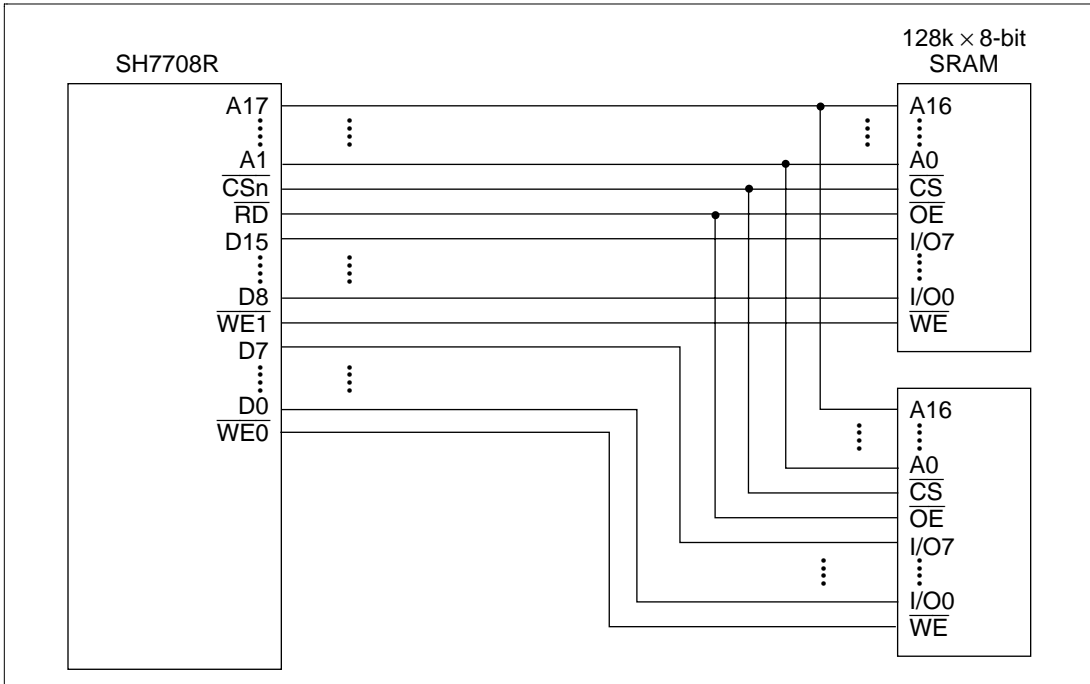 SH7708R
A17
A1
CSn
RD
D15
D8
WE1
D7
D0
WE0
128k × 8-bit
SRAM
A16
A0
CS
OE
I/O7
I/O0
WE
A16
A0
CS
OE
I/O7
I/O0
WE